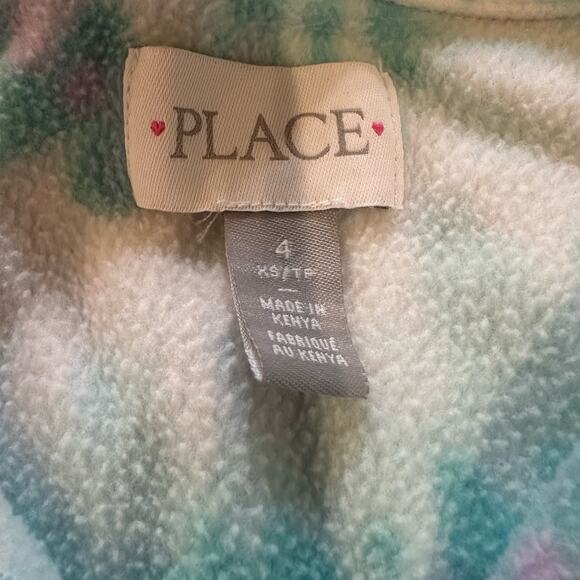 PLACE
4
XS/TP
MADE IN
KENYA
FABRIQUÉ
AU KENYA